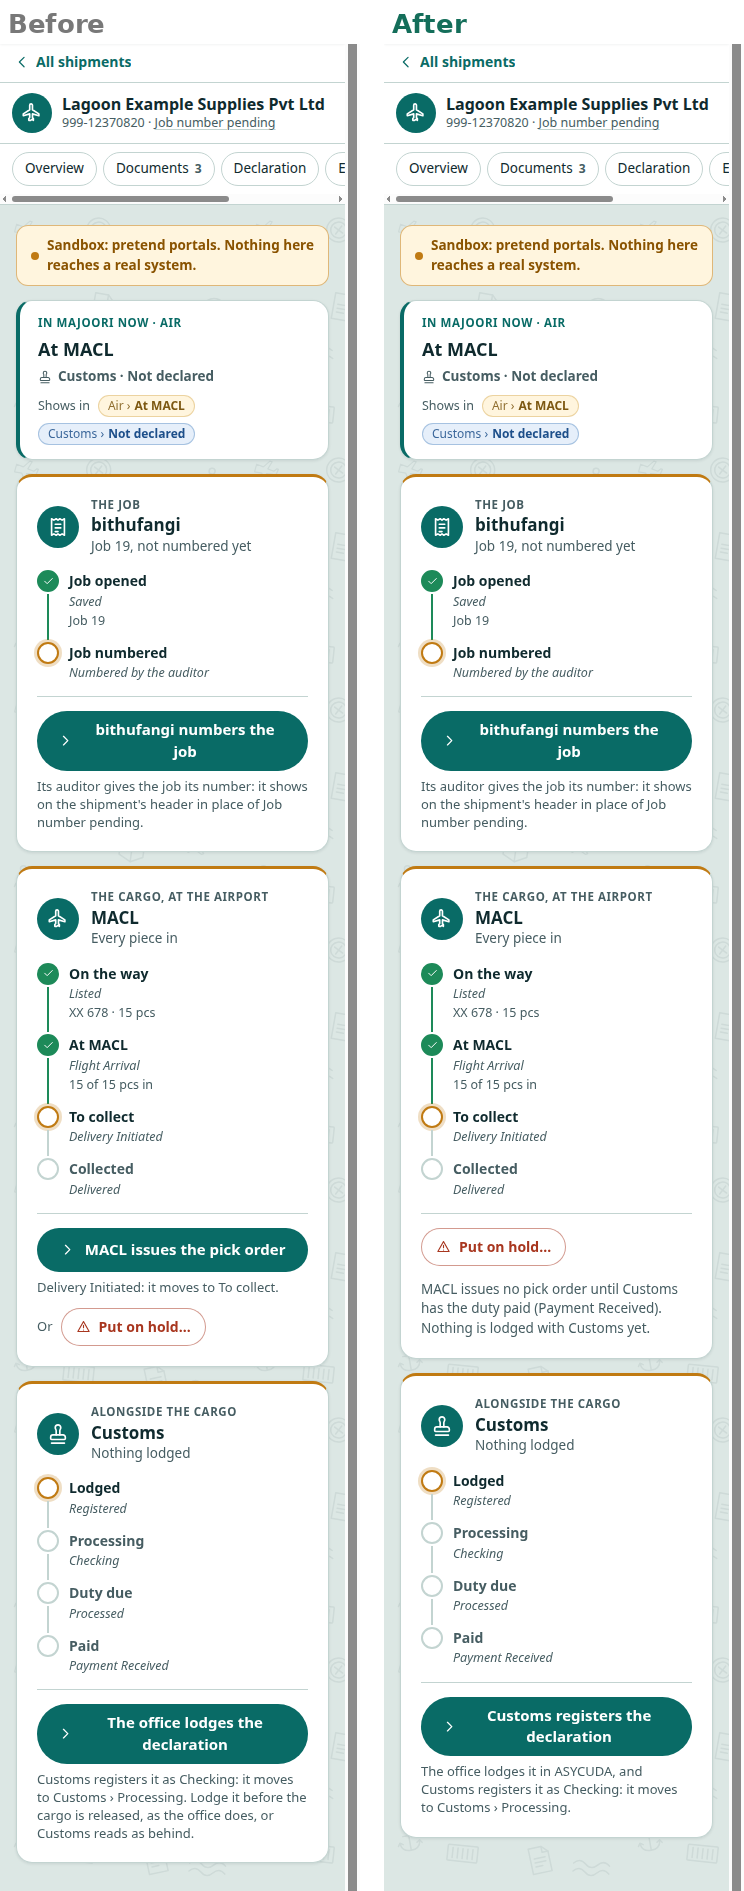 Before
All shipments
Lagoon Example Supplies Pvt Ltd
999-12370820 · Job number pending
Overview
Documents 3
Declaration
E
Sandbox: pretend portals. Nothing here
reaches a real system.
IN MAJOORI NOW · AIR
At MACL
Customs · Not declared
Shows in Air › At MACL
Customs › Not declared
THE JOB
bithufangi
Job 19, not numbered yet
Job opened
Saved
Job 19
Job numbered
Numbered by the auditor
bithufangi numbers the
job
Its auditor gives the job its number: it shows
on the shipment's header in place of Job
number pending.
THE CARGO, AT THE AIRPORT
MACL
Every piece in
On the way
Listed
XX 678 · 15 pcs
At MACL
Flight Arrival
15 of 15 pcs in
To collect
Delivery Initiated
Collected
Delivered
MACL issues the pick order
Delivery Initiated: it moves to To collect.
Or Put on hold...
ALONGSIDE THE CARGO
Customs
Nothing lodged
Lodged
Registered
Processing
Checking
Duty due
Processed
Paid
Payment Received
The office lodges the
declaration
Customs registers it as Checking: it moves
to Customs › Processing. Lodge it before the
cargo is released, as the office does, or
Customs reads as behind.
After
All shipments
Lagoon Example Supplies Pvt Ltd
999-12370820 · Job number pending
Overview
Documents 3
Declaration
E
Sandbox: pretend portals. Nothing here
reaches a real system.
IN MAJOORI NOW · AIR
At MACL
Customs · Not declared
Shows in Air › At MACL
Customs › Not declared
THE JOB
bithufangi
Job 19, not numbered yet
Job opened
Saved
Job 19
Job numbered
Numbered by the auditor
bithufangi numbers the
job
Its auditor gives the job its number: it shows
on the shipment's header in place of Job
number pending.
THE CARGO, AT THE AIRPORT
MACL
Every piece in
On the way
Listed
XX 678 · 15 pcs
At MACL
Flight Arrival
15 of 15 pcs in
To collect
Delivery Initiated
Collected
Delivered
Put on hold...
MACL issues no pick order until Customs
has the duty paid (Payment Received).
Nothing is lodged with Customs yet.
ALONGSIDE THE CARGO
Customs
Nothing lodged
Lodged
Registered
Processing
Checking
Duty due
Processed
Paid
Payment Received
Customs registers the
declaration
The office lodges it in ASYCUDA, and
Customs registers it as Checking: it moves
to Customs › Processing.